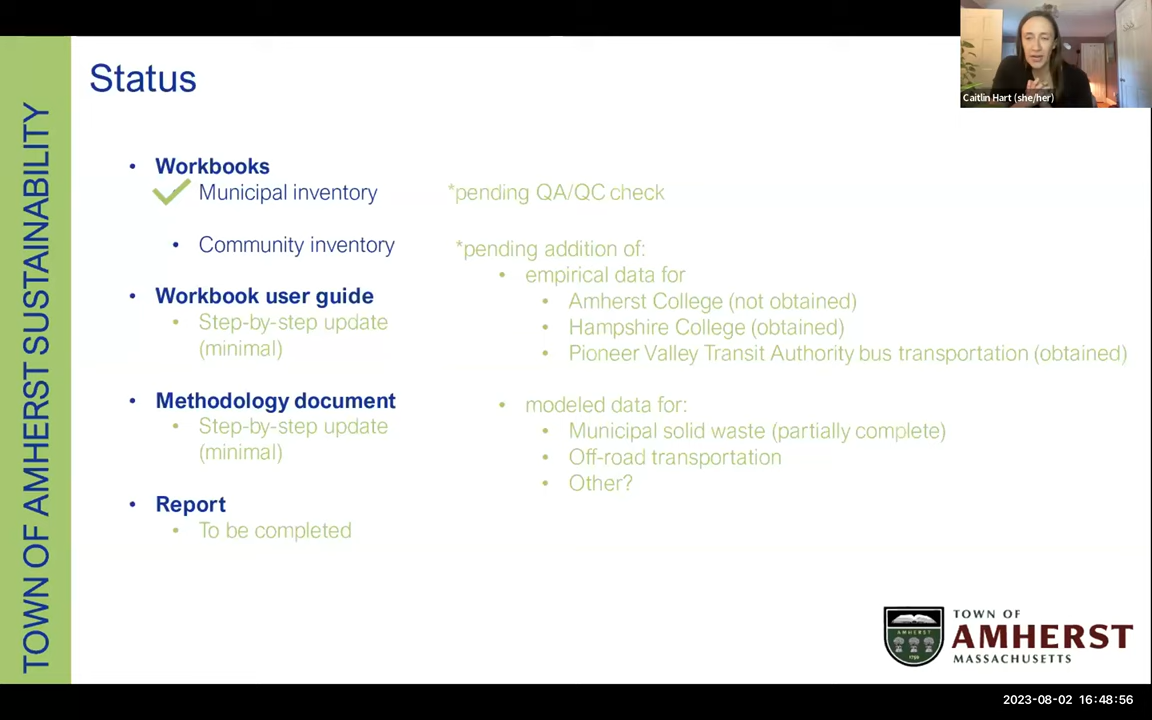 Status
Caitlin Hart (she/her)
TOWN OF AMHERST SUSTAINABILITY
• Workbooks
Municipal inventory *pending QA/QC check
• Community inventory *pending addition of:
• empirical data for
• Amherst College (not obtained)
• Hampshire College (obtained)
• Pioneer Valley Transit Authority bus transportation (obtained)
• modeled data for:
• Municipal solid waste (partially complete)
• Off-road transportation
• Other?
• Workbook user guide
• Step-by-step update
(minimal)
• Methodology document
• Step-by-step update
(minimal)
• Report
• To be completed
AMHERST
TOWN OF
AMHERST
MASSACHUSETTS
2023-08-02 16:48:56